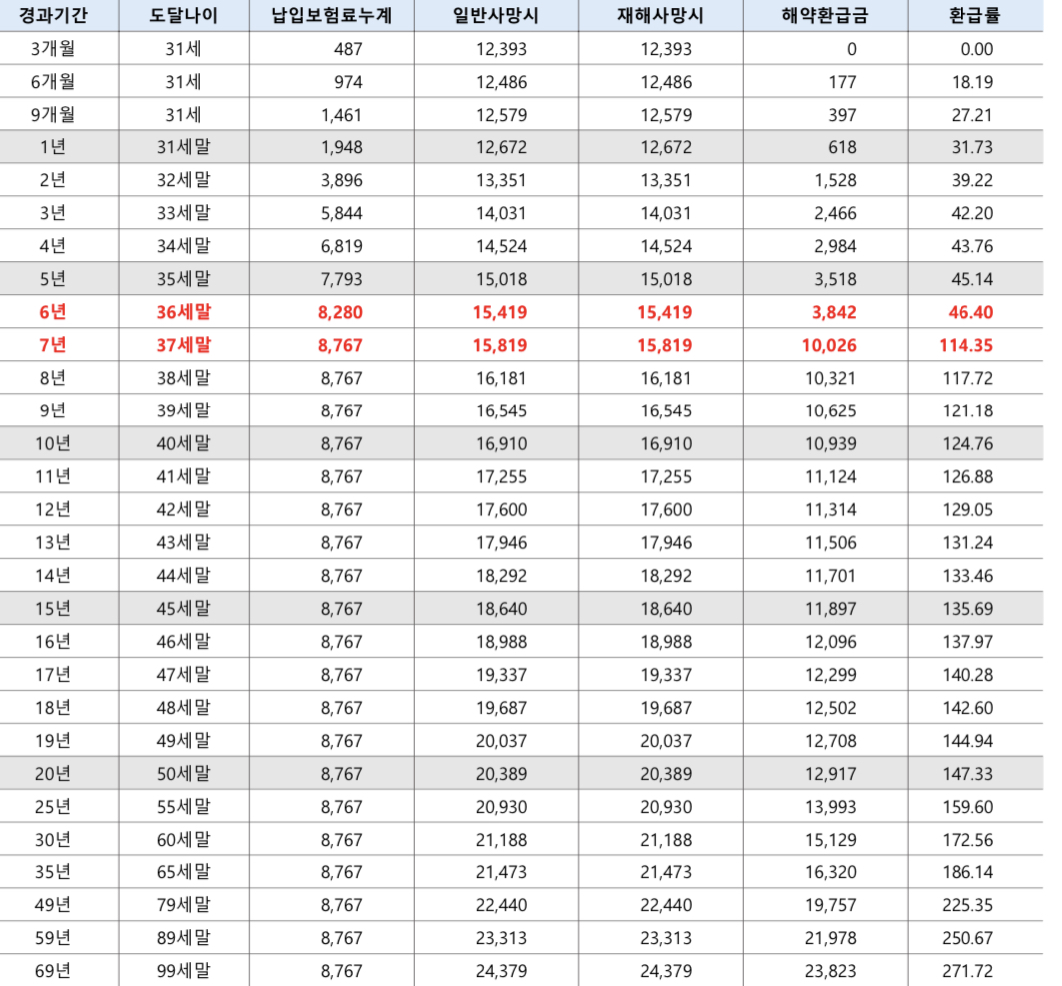 경과기간 도달나이 납입보험료누계 일반사망시 재해사망시 해약환급금 환급률
3개월 31세 487 12,393 12,393 0 0.00
6개월 31세 974 12,486 12,486 177 18.19
9개월 31세 1,461 12,579 12,579 397 27.21
1년 31세말 1,948 12,672 12,672 618 31.73
2년 32세말 3,896 13,351 13,351 1,528 39.22
3년 33세말 5,844 14,031 14,031 2,466 42.20
4년 34세말 6,819 14,524 14,524 2,984 43.76
5년 35세말 7,793 15,018 15,018 3,518 45.14
6년 36세말 8,280 15,419 15,419 3,842 46.40
7년 37세말 8,767 15,819 15,819 10,026 114.35
8년 38세말 8,767 16,181 16,181 10,321 117.72
9년 39세말 8,767 16,545 16,545 10,625 121.18
10년 40세말 8,767 16,910 16,910 10,939 124.76
11년 41세말 8,767 17,255 17,255 11,124 126.88
12년 42세말 8,767 17,600 17,600 11,314 129.05
13년 43세말 8,767 17,946 17,946 11,506 131.24
14년 44세말 8,767 18,292 18,292 11,701 133.46
15년 45세말 8,767 18,640 18,640 11,897 135.69
16년 46세말 8,767 18,988 18,988 12,096 137.97
17년 47세말 8,767 19,337 19,337 12,299 140.28
18년 48세말 8,767 19,687 19,687 12,502 142.60
19년 49세말 8,767 20,037 20,037 12,708 144.94
20년 50세말 8,767 20,389 20,389 12,917 147.33
25년 55세말 8,767 20,930 20,930 13,993 159.60
30년 60세말 8,767 21,188 21,188 15,129 172.56
35년 65세말 8,767 21,473 21,473 16,320 186.14
49년 79세말 8,767 22,440 22,440 19,757 225.35
59년 89세말 8,767 23,313 23,313 21,978 250.67
69년 99세말 8,767 24,379 24,379 23,823 271.72